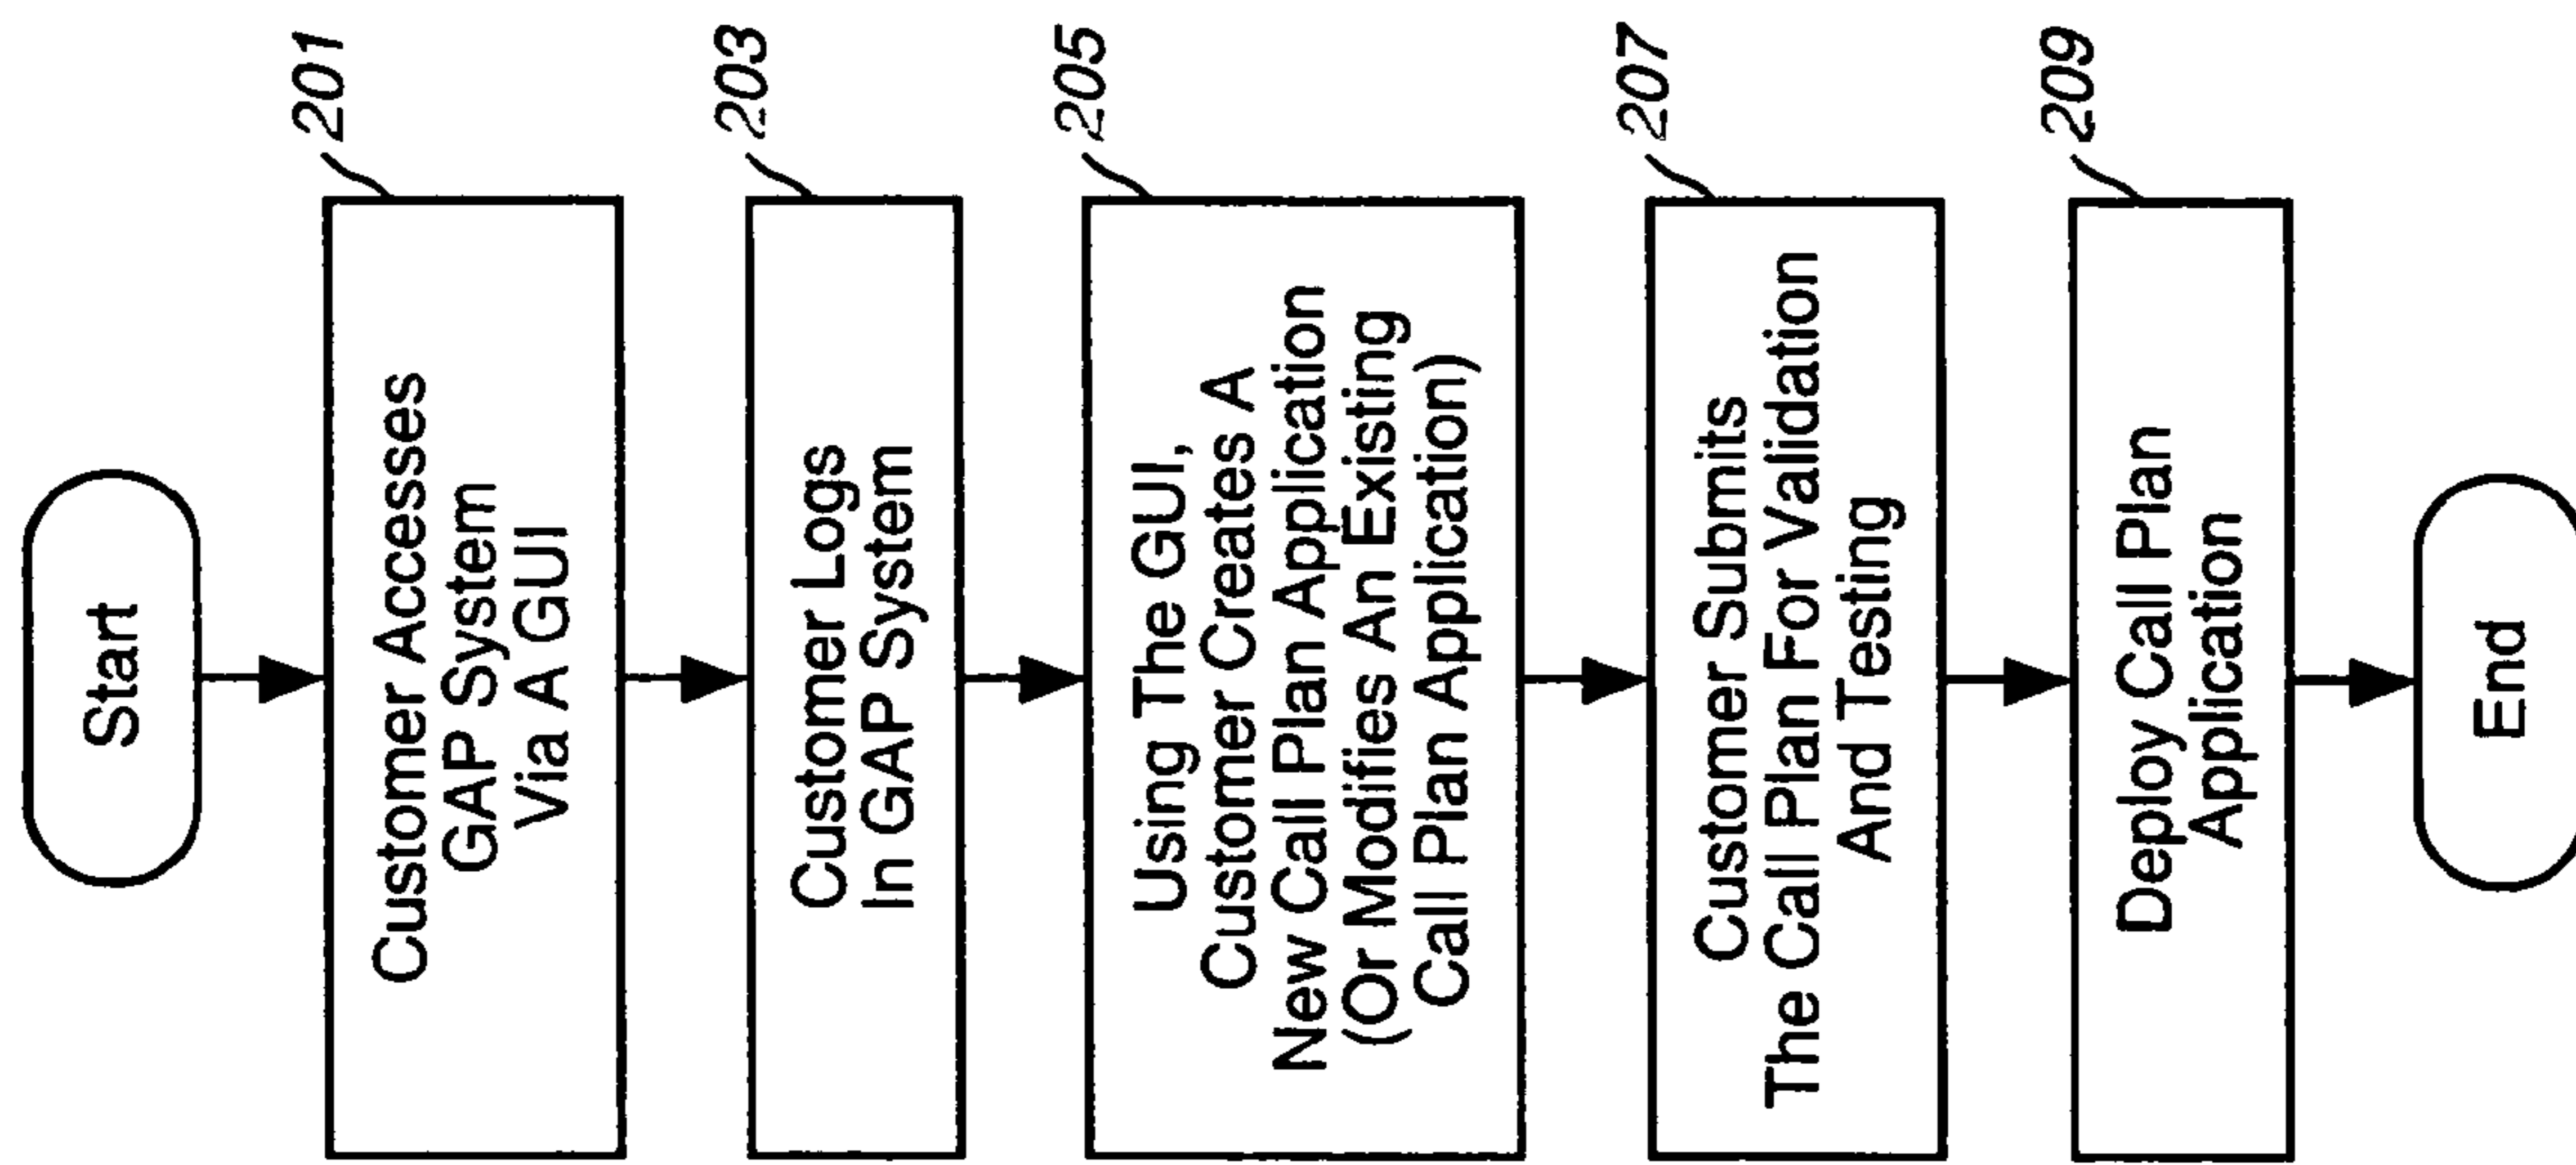 Start
201
Customer Accesses
GAP System
Via A GUI
203
Customer Logs
In GAP System
205
Using The GUI,
Customer Creates A
New Call Plan Application
(Or Modifies An Existing
Call Plan Application)
207
Customer Submits
The Call Plan For Validation
And Testing
209
Deploy Call Plan
Application
End